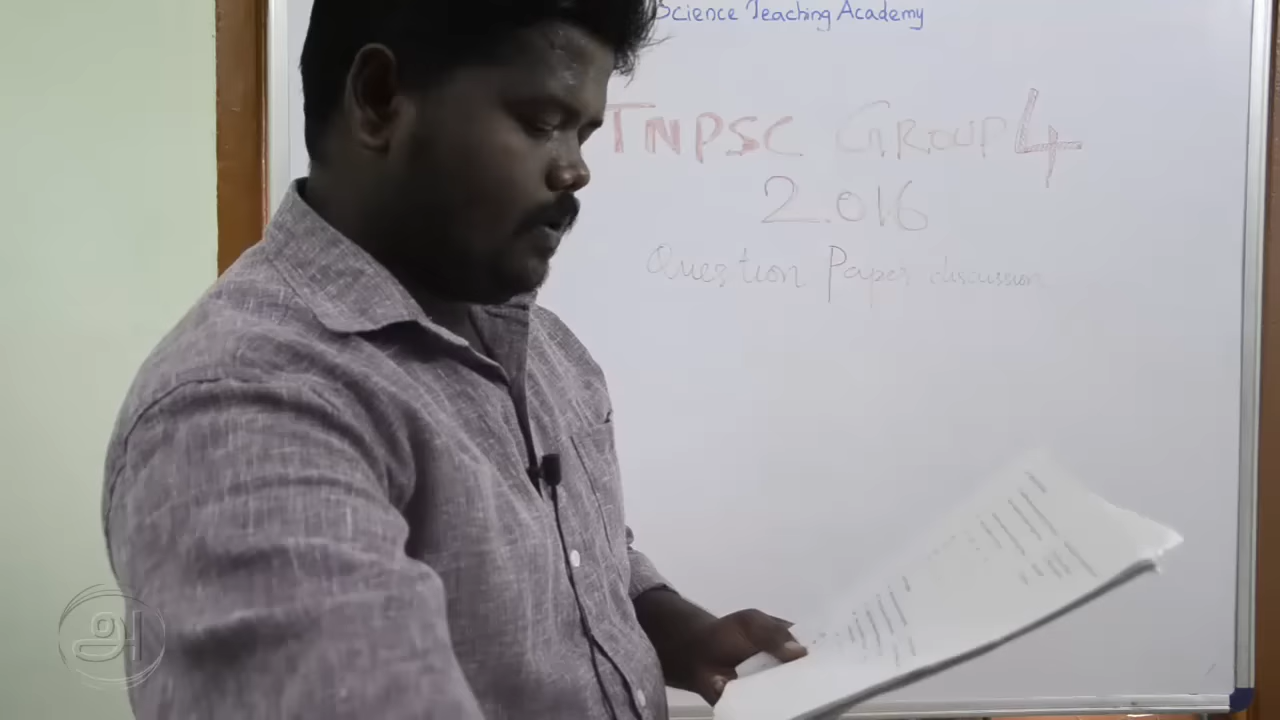 Science Teaching Academy
TNPSC GROUP 4
2016
Question Paper discussion
அ